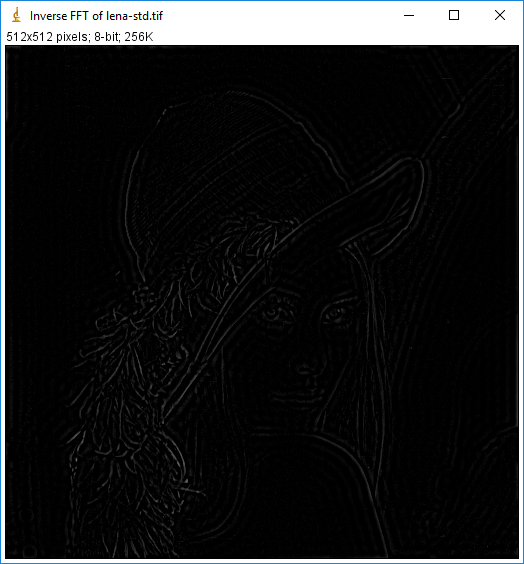 Inverse FFT of lena-std.tif
512x512 pixels; 8-bit; 256K